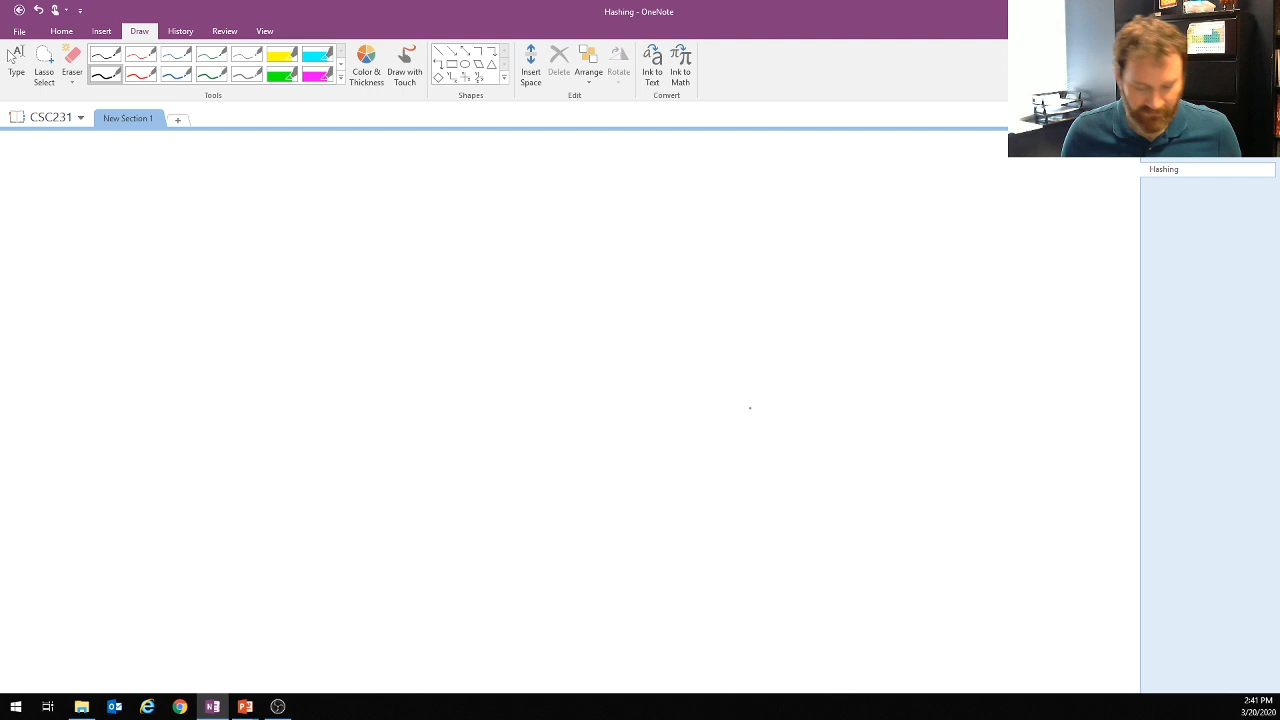 Hashing - OneNote
File Home Insert Draw History Review View
Type
Lasso Select
Eraser
Color & Thickness
Draw with Touch
Insert Space
Delete
Arrange
Rotate
Ink to Text
Ink to Math
Tools
Shapes
Edit
Convert
CSC231
New Section 1
Hashing
2:41 PM
3/20/2020